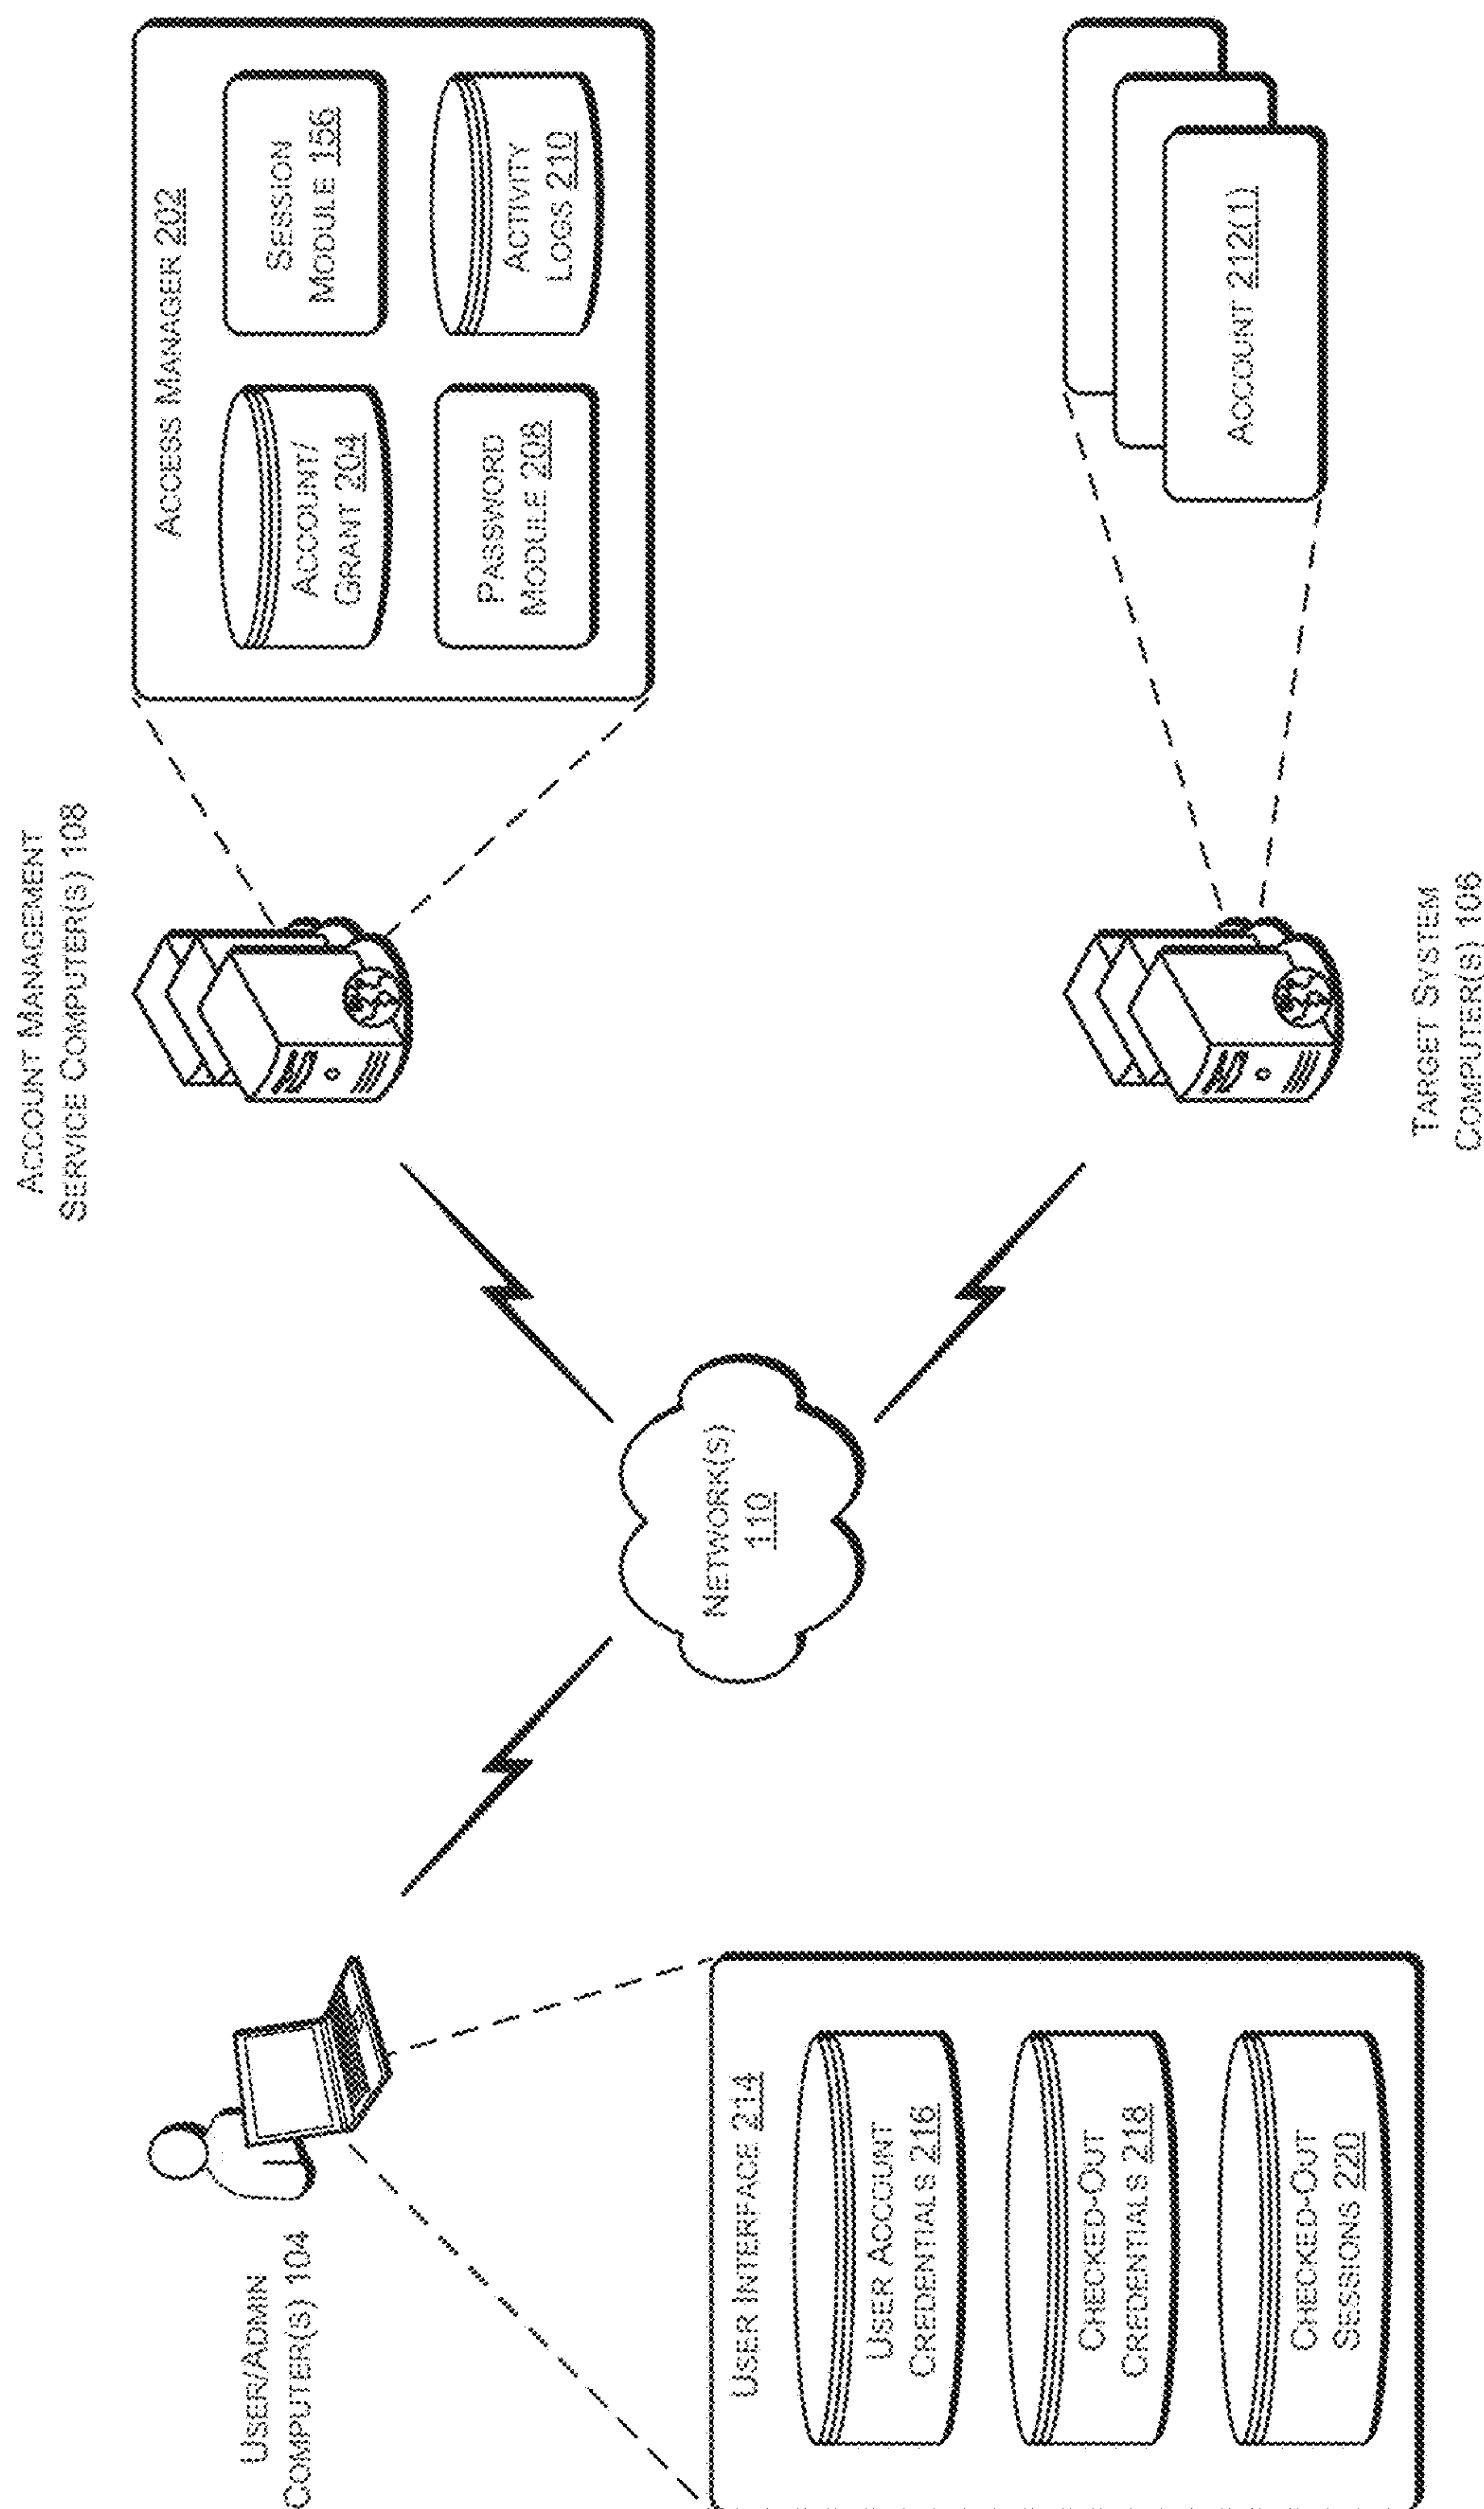 ACCOUNT MANAGEMENT
SERVICE COMPUTER(S) 108
ACCESS MANAGER 202
ACCOUNT/
GRANT 204
SESSION
MODULE 156
PASSWORD
MODULE 208
ACTIVITY
LOGS 210
USER/ADMIN
COMPUTER(S) 104
NETWORK(S)
110
USER INTERFACE 214
USER ACCOUNT
CREDENTIALS 216
CHECKED-OUT
CREDENTIALS 218
CHECKED-OUT
SESSIONS 220
ACCOUNT 212(1)
TARGET SYSTEM
COMPUTER(S) 106